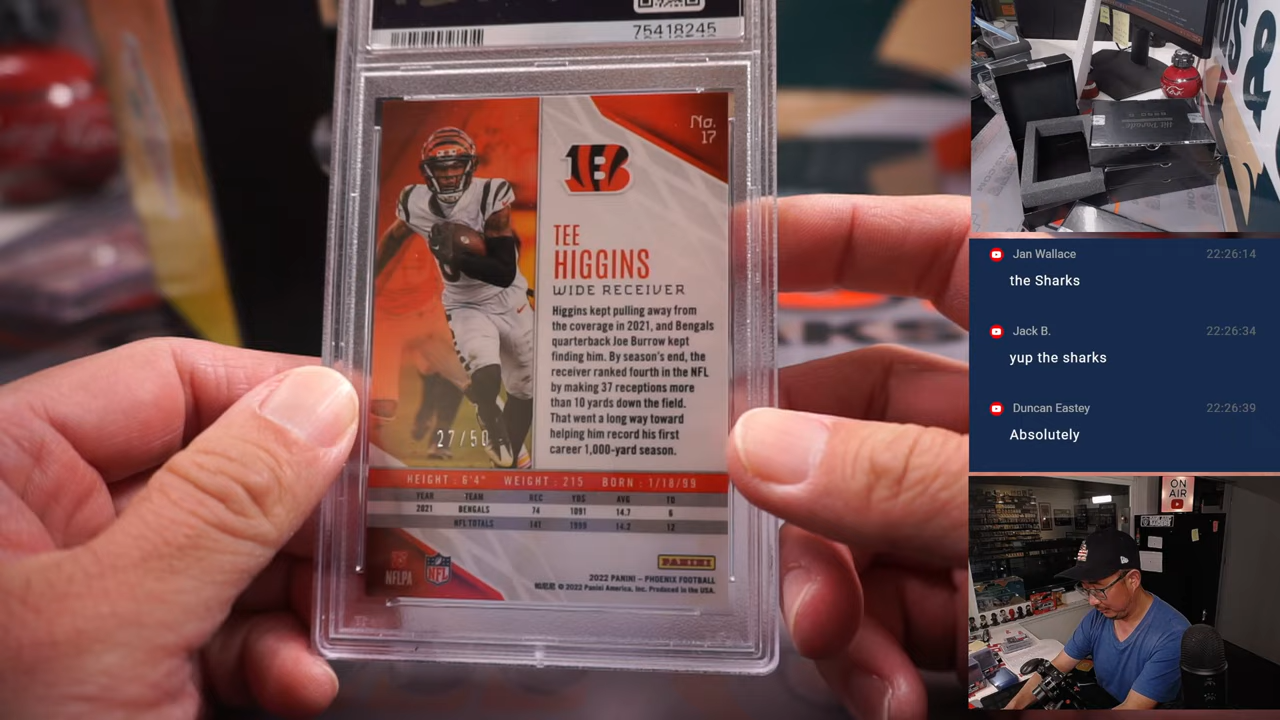 75418245
No.
17
B
TEE
HIGGINS
WIDE RECEIVER
Higgins kept pulling away from
the coverage in 2021, and Bengals
quarterback Joe Burrow kept
finding him. By season's end, the
receiver ranked fourth in the NFL
by making 37 receptions more
than 10 yards down the field.
That went a long way toward
helping him record his first
career 1,000-yard season.
27/50
HEIGHT : 6'4" WEIGHT : 215 BORN : 1/18/99
YEAR TEAM REC YDS AVG TD
2021 BENGALS 74 1091 14.7 6
NFL TOTALS 141 1999 14.2 12
NFLPA
NFL
PANINI
2022 PANINI - PHOENIX FOOTBALL
© 2022 Panini America, Inc. Produced in the USA.
Jan Wallace 22:26:14
the Sharks
Jack B. 22:26:34
yup the sharks
Duncan Eastey 22:26:39
Absolutely
ON
AIR